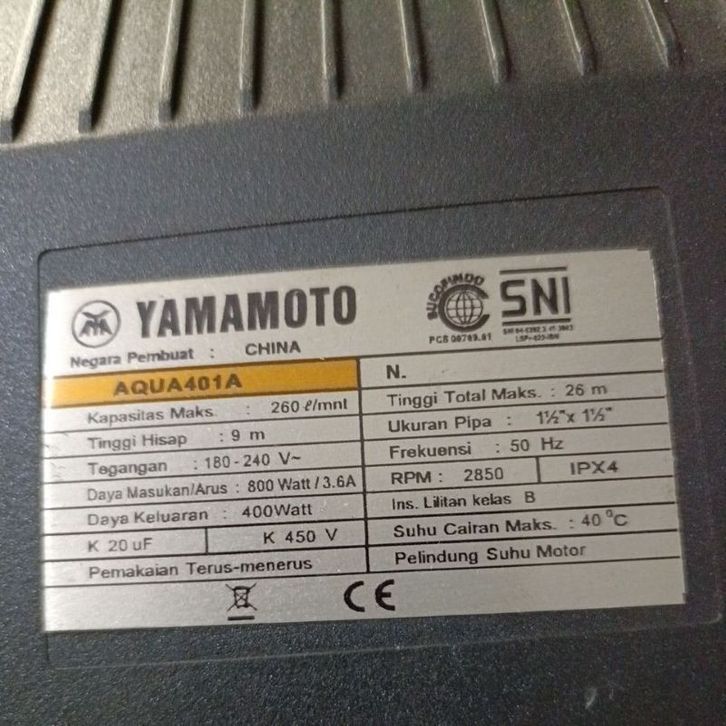 YAMAMOTO
SUCOFINDO
SNI
Negara Pembuat : CHINA
AQUA401A
Kapasitas Maks : 260 ℓ/mnt
Tinggi Hisap : 9 m
Tegangan : 180-240 V~
Daya Masukan/Arus : 800 Watt / 3.6A
Daya Keluaran : 400Watt
K 20 uF K 450 V
Pemakaian Terus-menerus
N.
Tinggi Total Maks. : 26 m
Ukuran Pipa : 1½"x 1½"
Frekuensi : 50 Hz
RPM : 2850 IPX4
Ins. Lilitan kelas B
Suhu Cairan Maks. : 40 °C
Pelindung Suhu Motor
CE